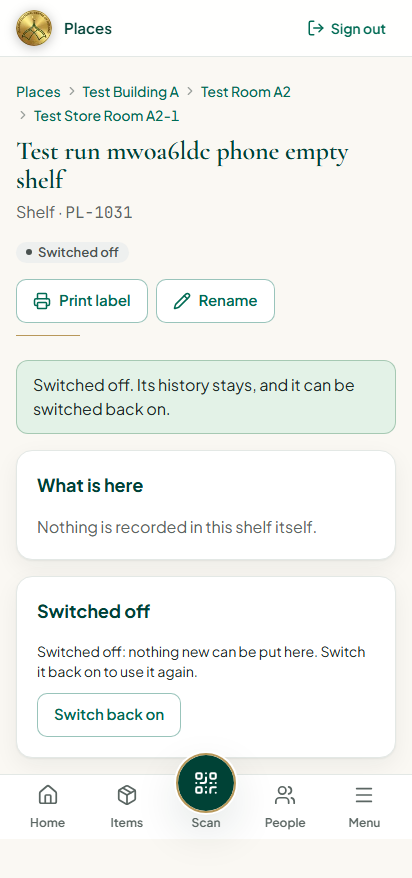 Places
Sign out
Places > Test Building A > Test Room A2
> Test Store Room A2-1
Test run mwoa6ldc phone empty
shelf
Shelf · PL-1031
Switched off
Print label
Rename
Switched off. Its history stays, and it can be
switched back on.
What is here
Nothing is recorded in this shelf itself.
Switched off
Switched off: nothing new can be put here. Switch
it back on to use it again.
Switch back on
Home
Items
Scan
People
Menu